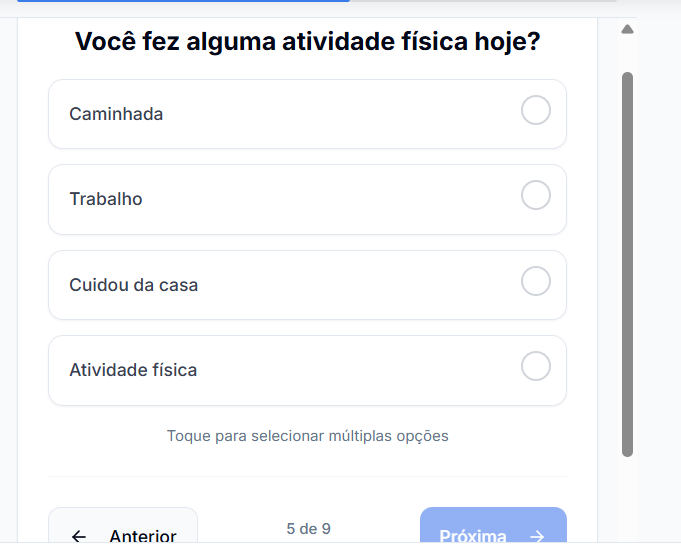 Você fez alguma atividade física hoje?
Caminhada
Trabalho
Cuidou da casa
Atividade física
Toque para selecionar múltiplas opções
← Anterior
5 de 9
Próxima →